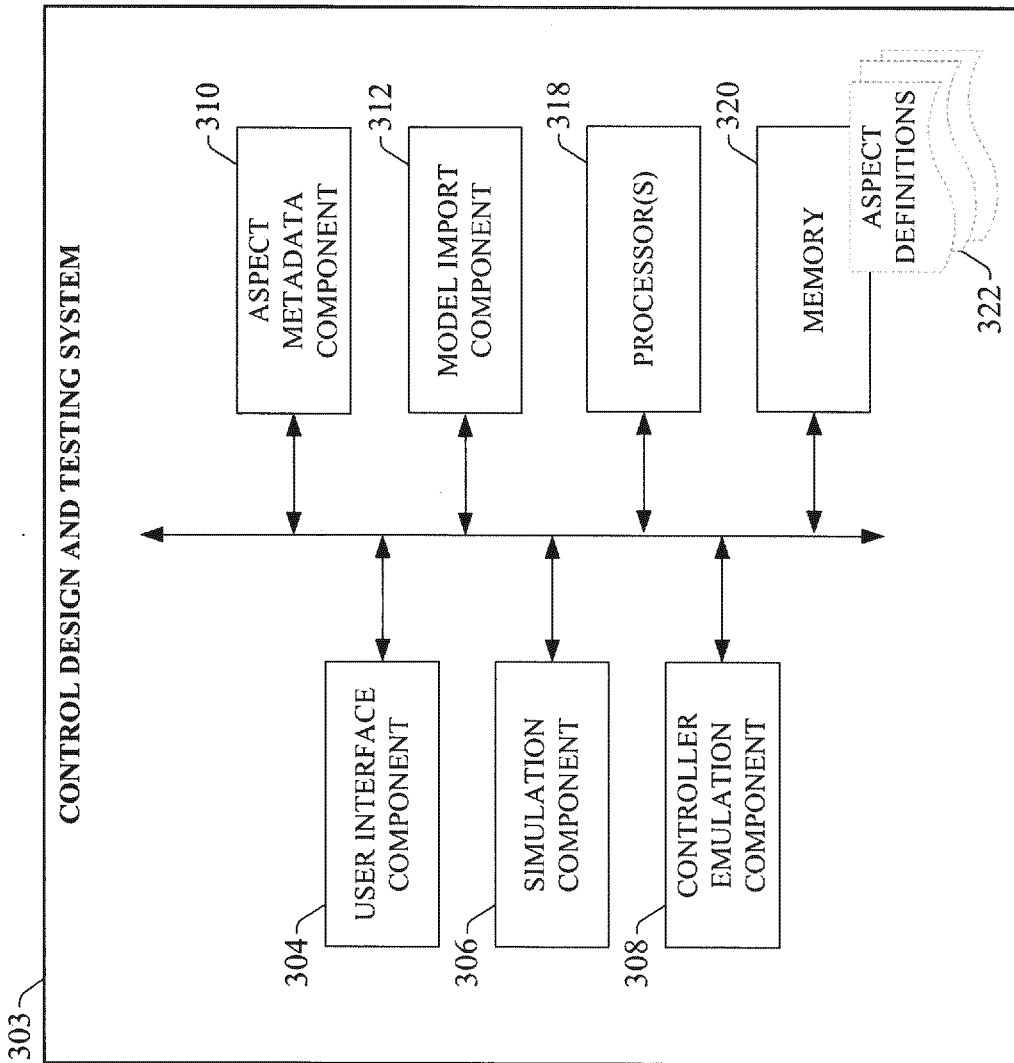 303
CONTROL DESIGN AND TESTING SYSTEM
304
USER INTERFACE
COMPONENT
306
SIMULATION
COMPONENT
308
CONTROLLER
EMULATION
COMPONENT
310
ASPECT
METADATA
COMPONENT
312
MODEL IMPORT
COMPONENT
318
PROCESSOR(S)
320
MEMORY
ASPECT
DEFINITIONS
322